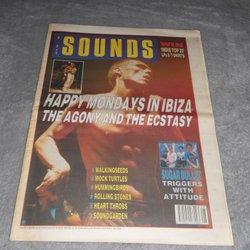 SOUNDS
WIN
INDIE TOP 20
LPs & T-SHIRTS
HAPPY MONDAYS IN IBIZA
THE AGONY AND THE ECSTASY
WALKINGSEEDS
MOCK TURTLES
HUMMINGBIRDS
ROLLING STONES
HEART THROBS
SOUNDGARDEN
SUGAR BULLET
TRIGGERS
WITH
ATTITUDE